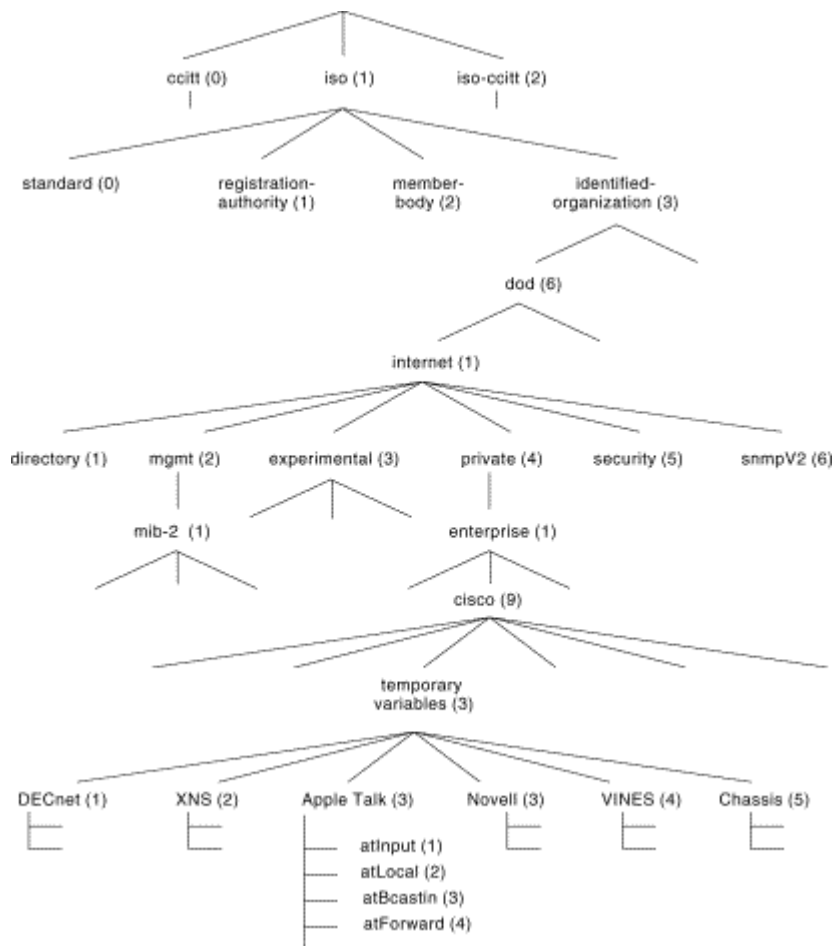 ccitt (0) iso (1) iso-ccitt (2)
standard (0) registration- member- identified-
authority (1) body (2) organization (3)
dod (6)
internet (1)
directory (1) mgmt (2) experimental (3) private (4) security (5) snmpV2 (6)
mib-2 (1) enterprise (1)
cisco (9)
temporary
variables (3)
DECnet (1) XNS (2) Apple Talk (3) Novell (3) VINES (4) Chassis (5)
atInput (1)
atLocal (2)
atBcastin (3)
atForward (4)